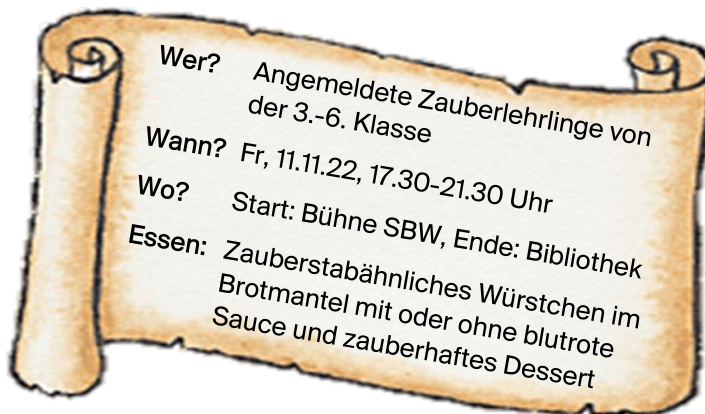 Wer? Angemeldete Zauberlehrlinge von
der 3.-6. Klasse
Wann? Fr, 11.11.22, 17.30-21.30 Uhr
Wo? Start: Bühne SBW, Ende: Bibliothek
Essen: Zauberstabähnliches Würstchen im
Brotmantel mit oder ohne blutrote
Sauce und zauberhaftes Dessert